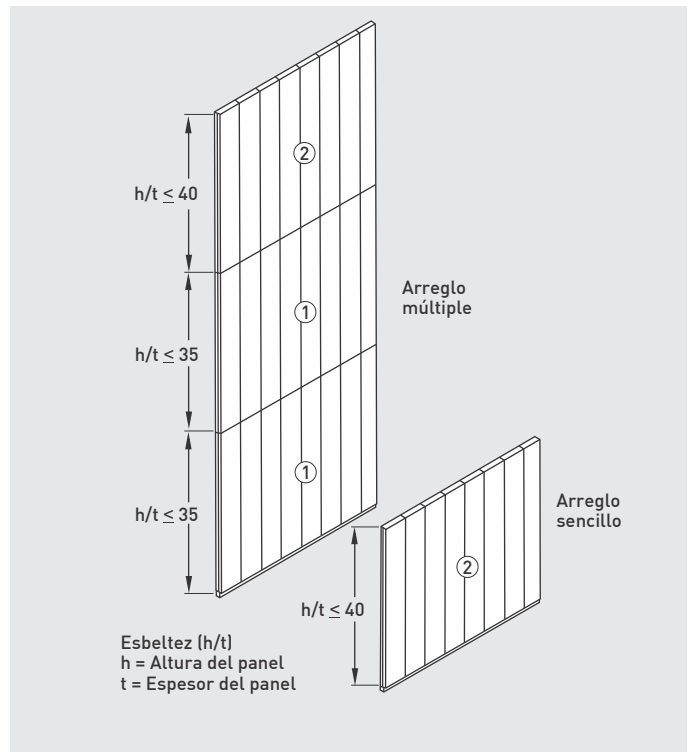 ②
h/t ≤ 40
Arreglo
múltiple
①
h/t ≤ 35
①
h/t ≤ 35
Arreglo
sencillo
②
h/t ≤ 40
Esbeltez (h/t)
h = Altura del panel
t = Espesor del panel